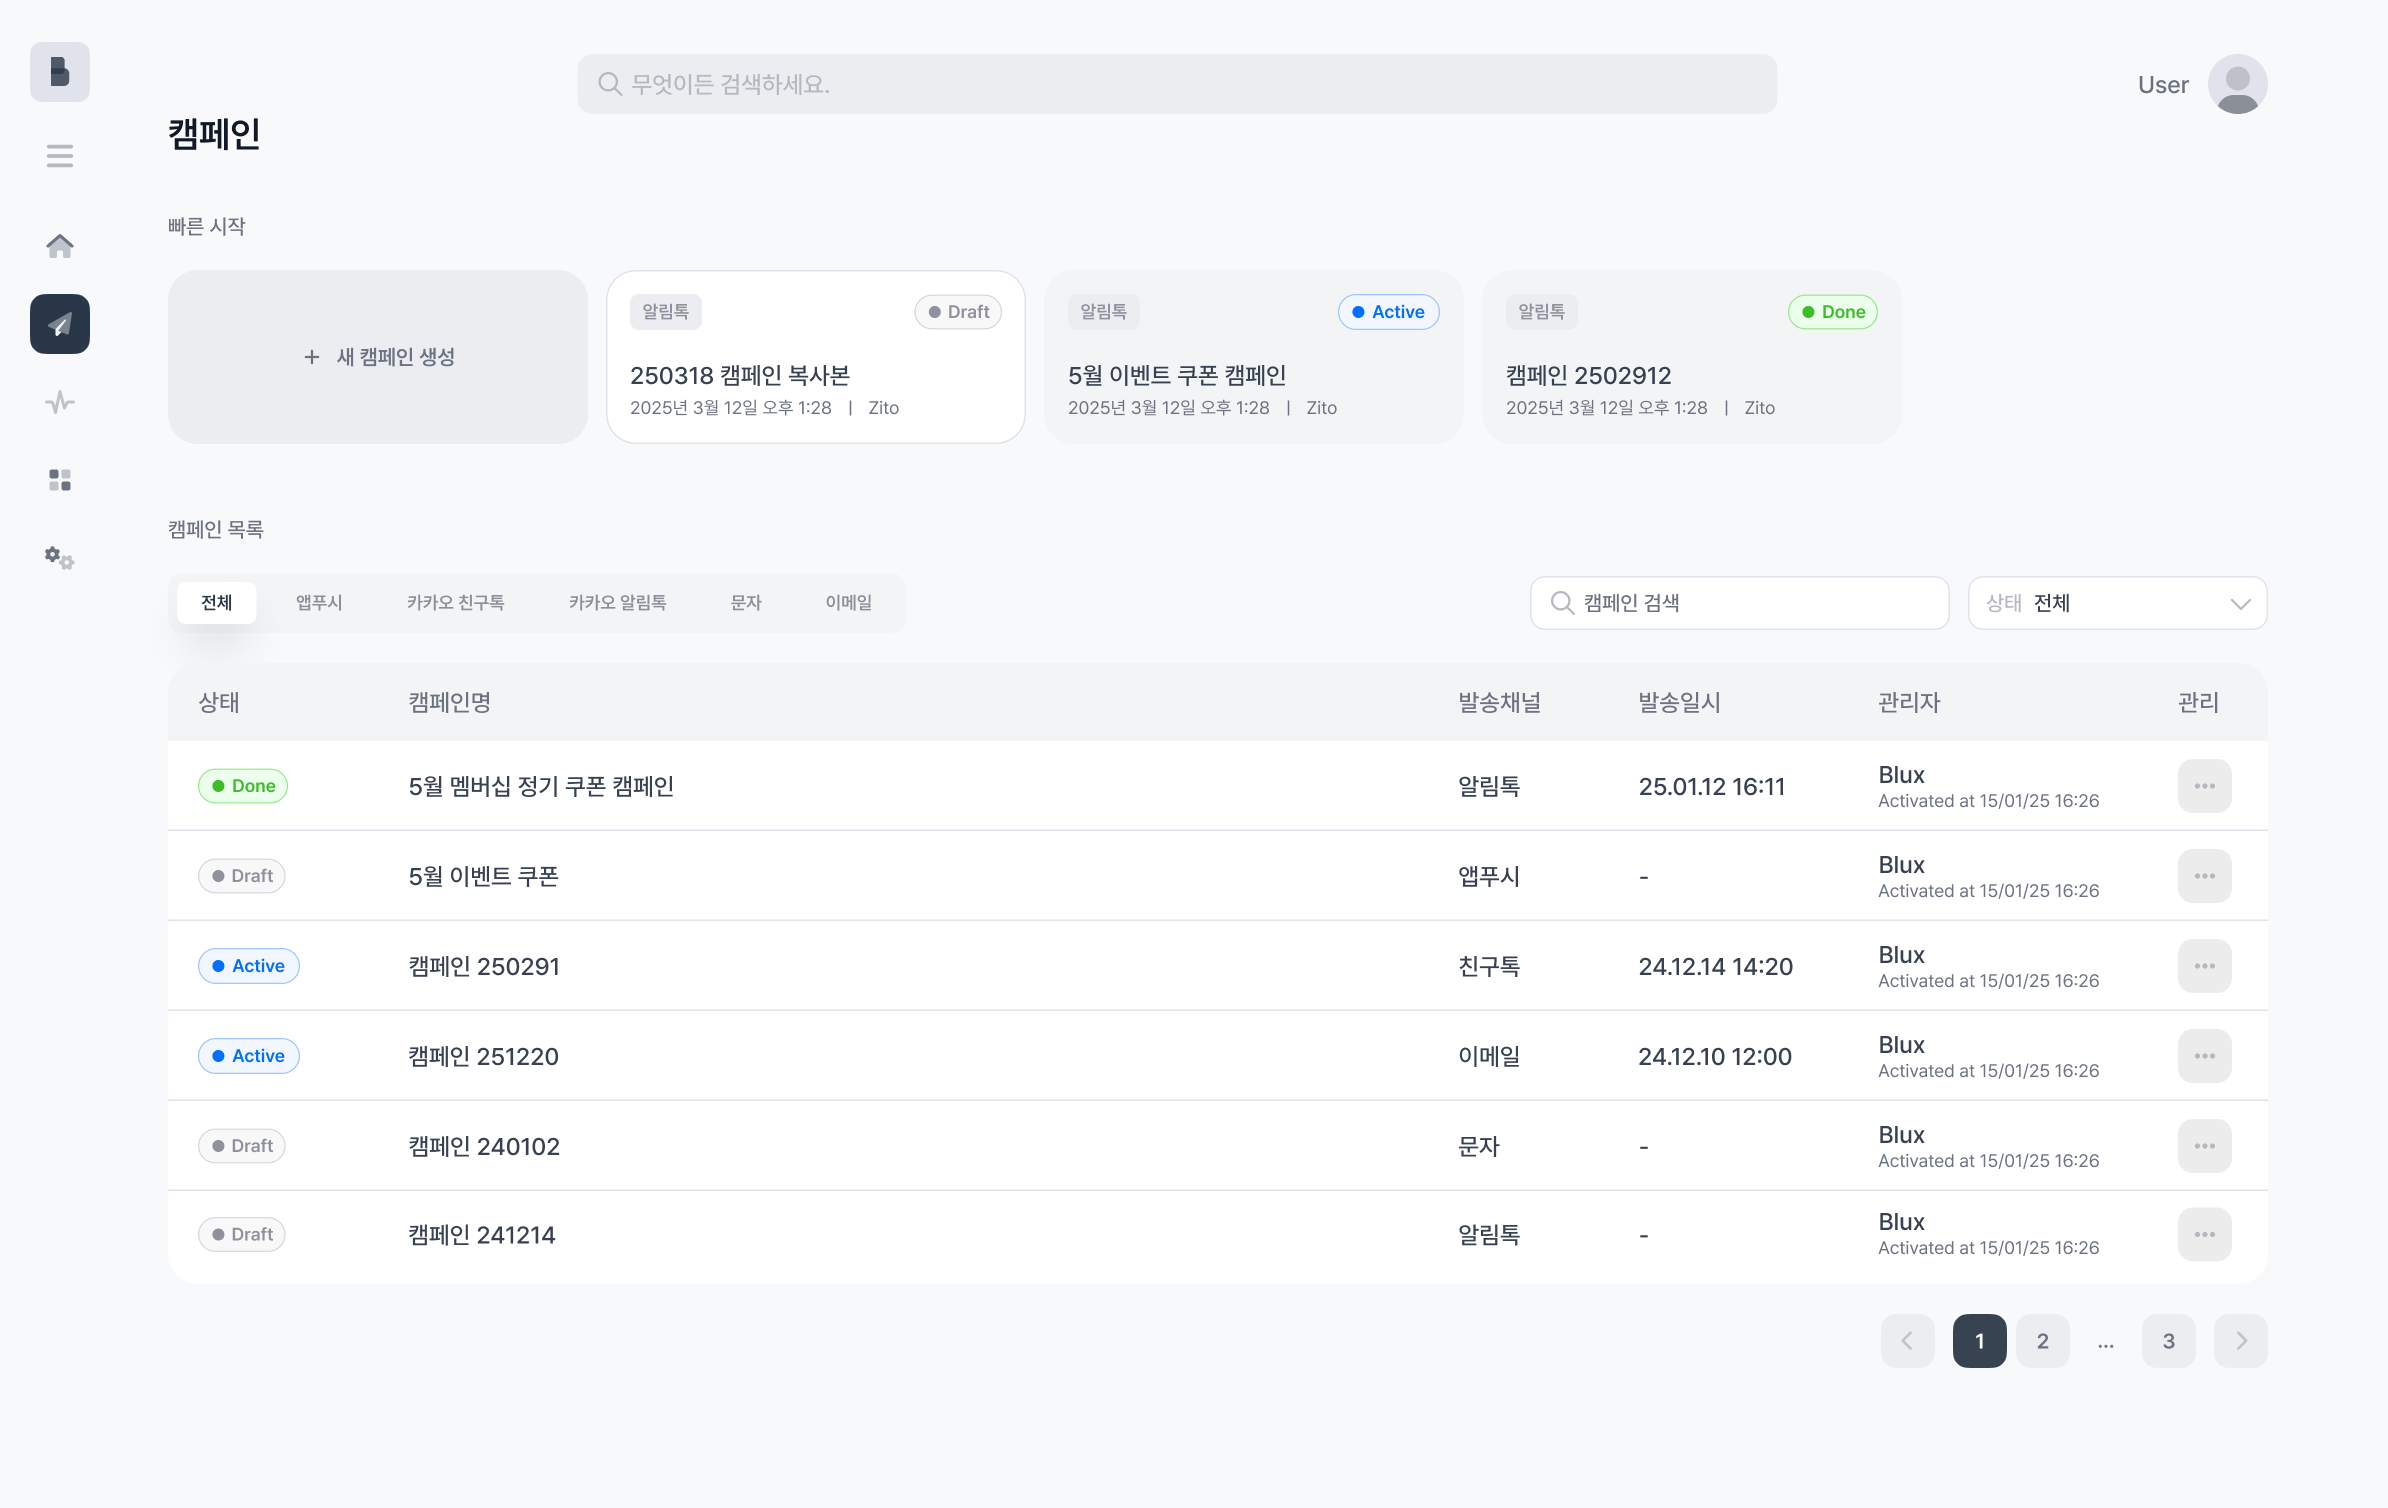 B
무엇이든 검색하세요.
User
캠페인
빠른 시작
+ 새 캠페인 생성
알림톡 Draft
250318 캠페인 복사본
2025년 3월 12일 오후 1:28 | Zito
알림톡 Active
5월 이벤트 쿠폰 캠페인
2025년 3월 12일 오후 1:28 | Zito
알림톡 Done
캠페인 2502912
2025년 3월 12일 오후 1:28 | Zito
캠페인 목록
전체 앱푸시 카카오 친구톡 카카오 알림톡 문자 이메일
캠페인 검색
상태 전체
상태 캠페인명 발송채널 발송일시 관리자 관리
Done 5월 멤버십 정기 쿠폰 캠페인 알림톡 25.01.12 16:11 Blux
Activated at 15/01/25 16:26
Draft 5월 이벤트 쿠폰 앱푸시 - Blux
Activated at 15/01/25 16:26
Active 캠페인 250291 친구톡 24.12.14 14:20 Blux
Activated at 15/01/25 16:26
Active 캠페인 251220 이메일 24.12.10 12:00 Blux
Activated at 15/01/25 16:26
Draft 캠페인 240102 문자 - Blux
Activated at 15/01/25 16:26
Draft 캠페인 241214 알림톡 - Blux
Activated at 15/01/25 16:26
1 2 ... 3